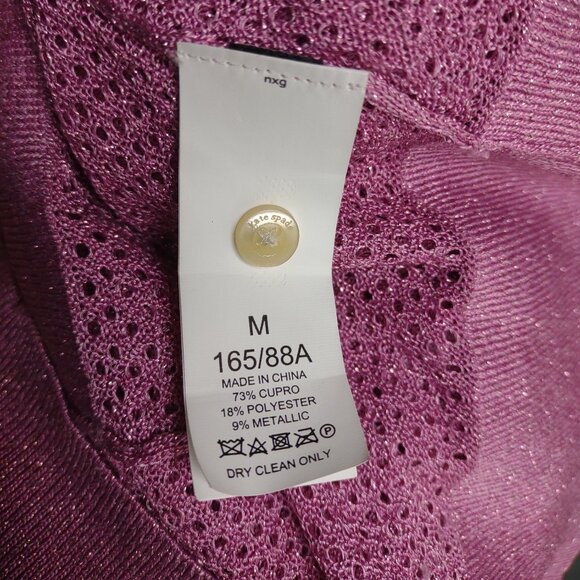 nxg
kate spade
M
165/88A
MADE IN CHINA
73% CUPRO
18% POLYESTER
9% METALLIC
P
DRY CLEAN ONLY